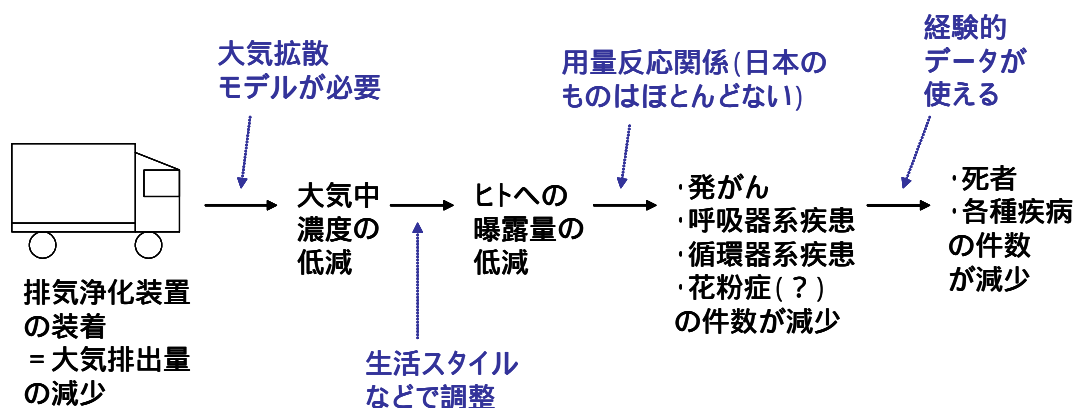 大気拡散
モデルが必要
用量反応関係(日本の
ものはほとんどない)
経験的
データが
使える
大気中
濃度の
低減
ヒトへの
曝露量の
低減
・発がん
・呼吸器系疾患
・循環器系疾患
・花粉症(?)
の件数が減少
・死者
・各種疾病
の件数
が減少
排気浄化装置
の装着
=大気排出量
の減少
生活スタイル
などで調整